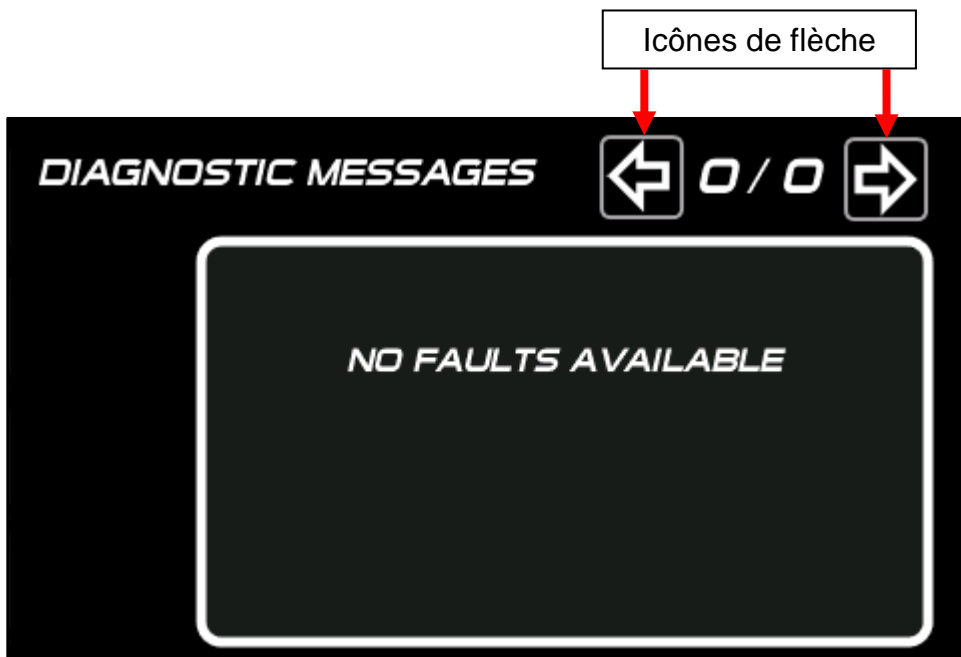 Icônes de flèche
DIAGNOSTIC MESSAGES 0 / 0
NO FAULTS AVAILABLE